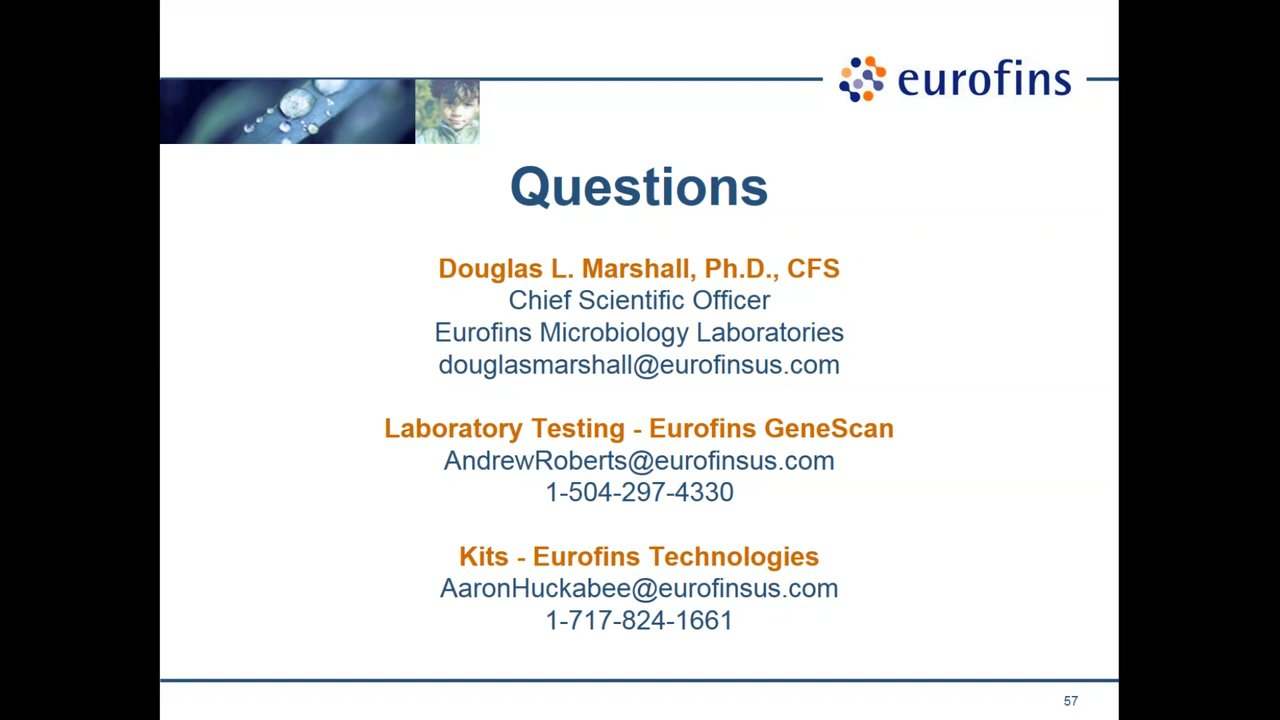 eurofins
Questions
Douglas L. Marshall, Ph.D., CFS
Chief Scientific Officer
Eurofins Microbiology Laboratories
douglasmarshall@eurofinsus.com
Laboratory Testing - Eurofins GeneScan
AndrewRoberts@eurofinsus.com
1-504-297-4330
Kits - Eurofins Technologies
AaronHuckabee@eurofinsus.com
1-717-824-1661
57